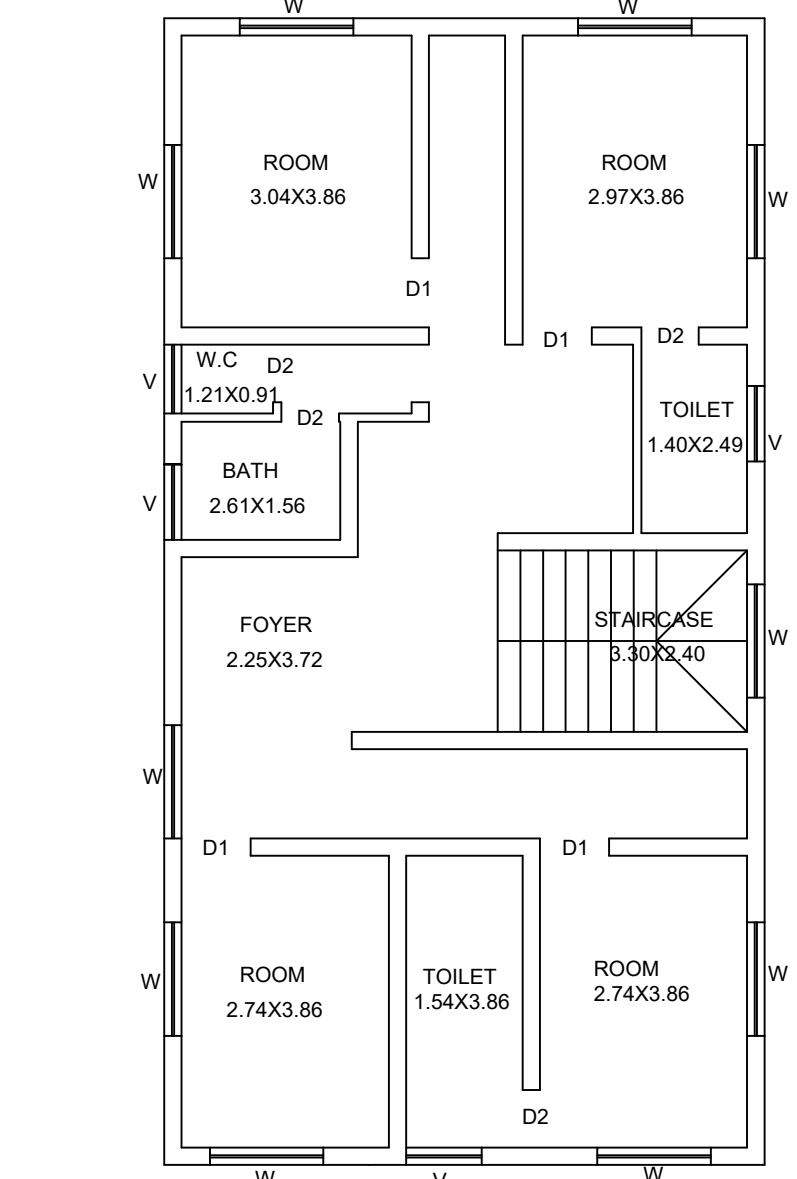 W
W
ROOM
3.04X3.86
ROOM
2.97X3.86
W
W
D1
D1
D2
W.C
D2
1.21X0.91
V
D2
TOILET
1.40X2.49
V
BATH
2.61X1.56
V
FOYER
2.25X3.72
STAIRCASE
3.30X2.40
W
W
D1
D1
ROOM
2.74X3.86
TOILET
1.54X3.86
ROOM
2.74X3.86
W
W
D2
W
V
W